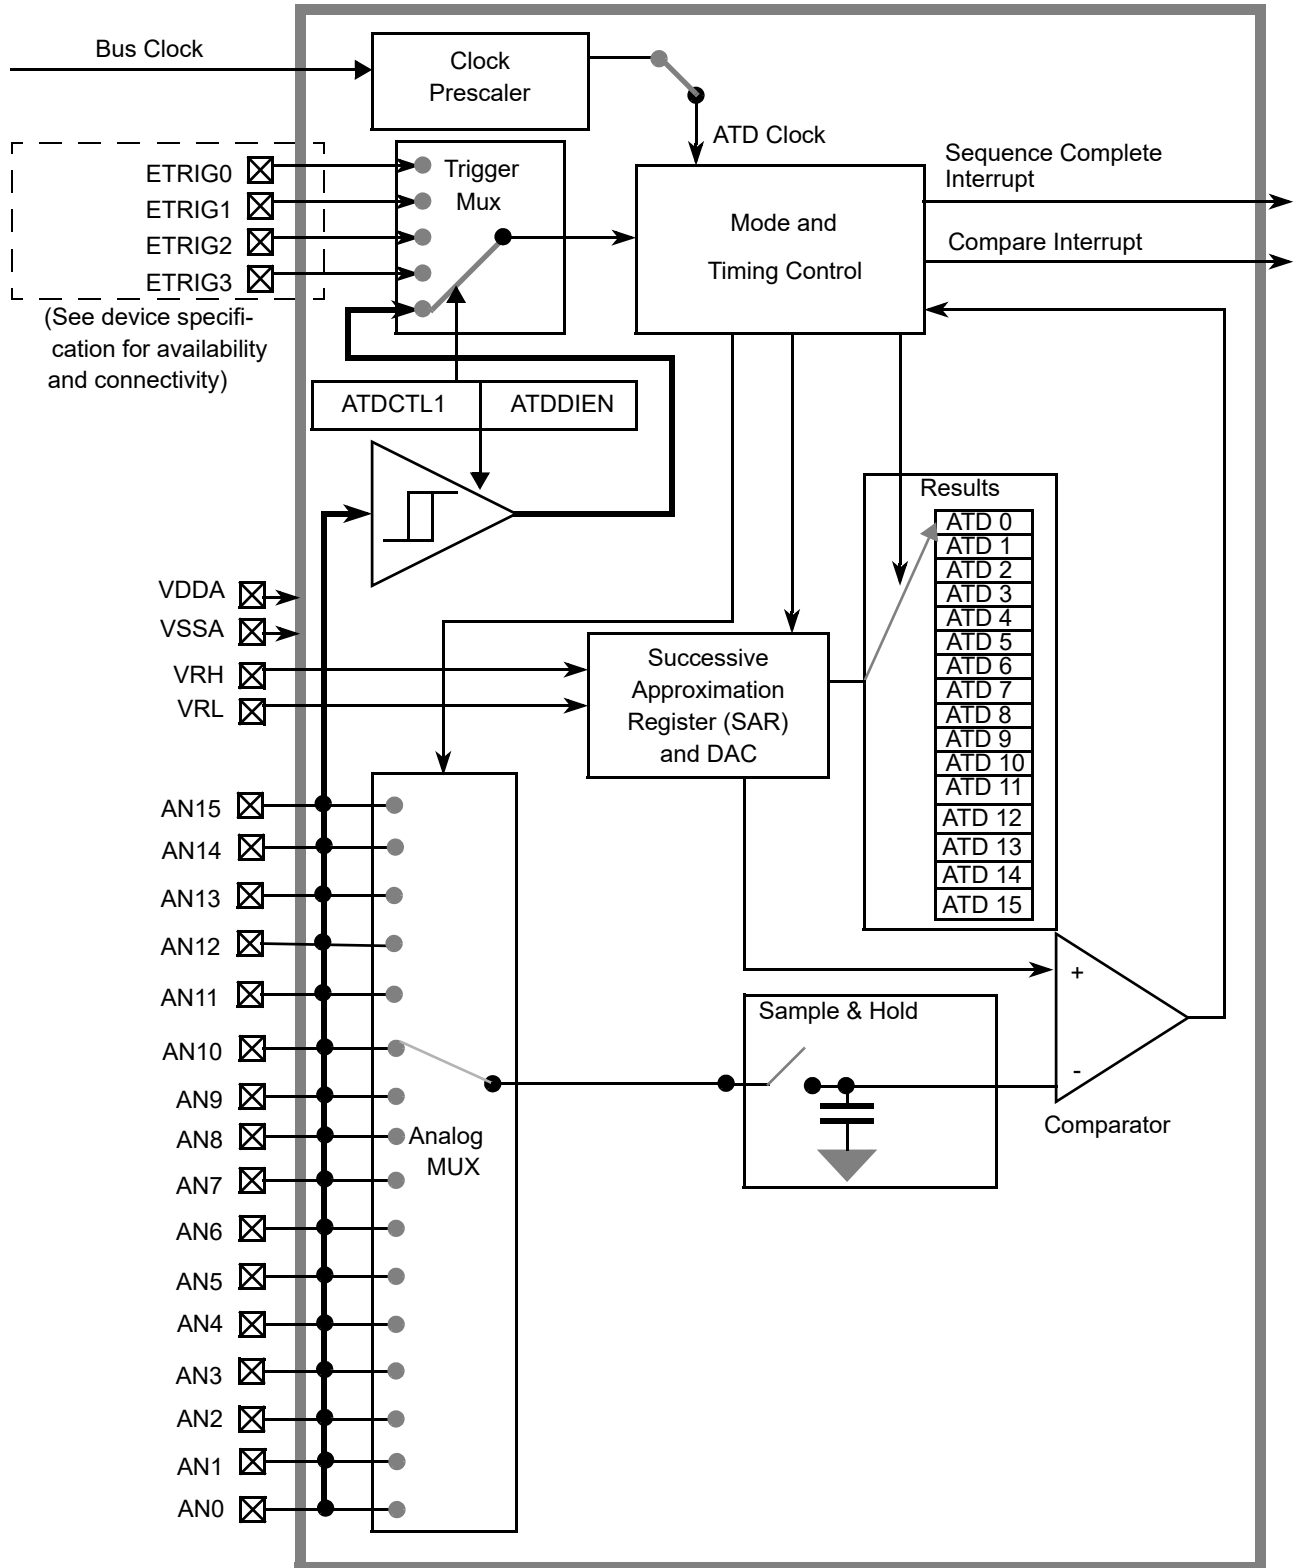 Bus Clock
Clock
Prescaler
ATD Clock
ETRIG0
ETRIG1
ETRIG2
ETRIG3
(See device specifi-
cation for availability
and connectivity)
Trigger
Mux
Mode and
Timing Control
Sequence Complete
Interrupt
Compare Interrupt
ATDCTL1
ATDDIEN
Results
ATD 0
ATD 1
ATD 2
ATD 3
ATD 4
ATD 5
ATD 6
ATD 7
ATD 8
ATD 9
ATD 10
ATD 11
ATD 12
ATD 13
ATD 14
ATD 15
VDDA
VSSA
VRH
VRL
Successive
Approximation
Register (SAR)
and DAC
AN15
AN14
AN13
AN12
AN11
AN10
AN9
AN8
AN7
AN6
AN5
AN4
AN3
AN2
AN1
AN0
Analog
MUX
Sample & Hold
+
-
Comparator